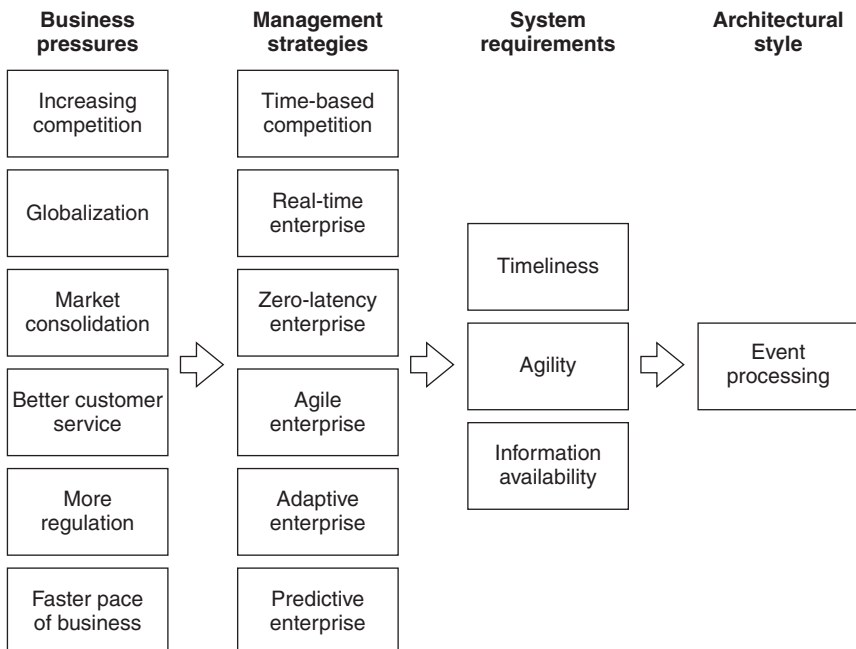 Business
pressures
Increasing
competition
Globalization
Market
consolidation
Better customer
service
More
regulation
Faster pace
of business
Management
strategies
Time-based
competition
Real-time
enterprise
Zero-latency
enterprise
Agile
enterprise
Adaptive
enterprise
Predictive
enterprise
System
requirements
Timeliness
Agility
Information
availability
Architectural
style
Event
processing